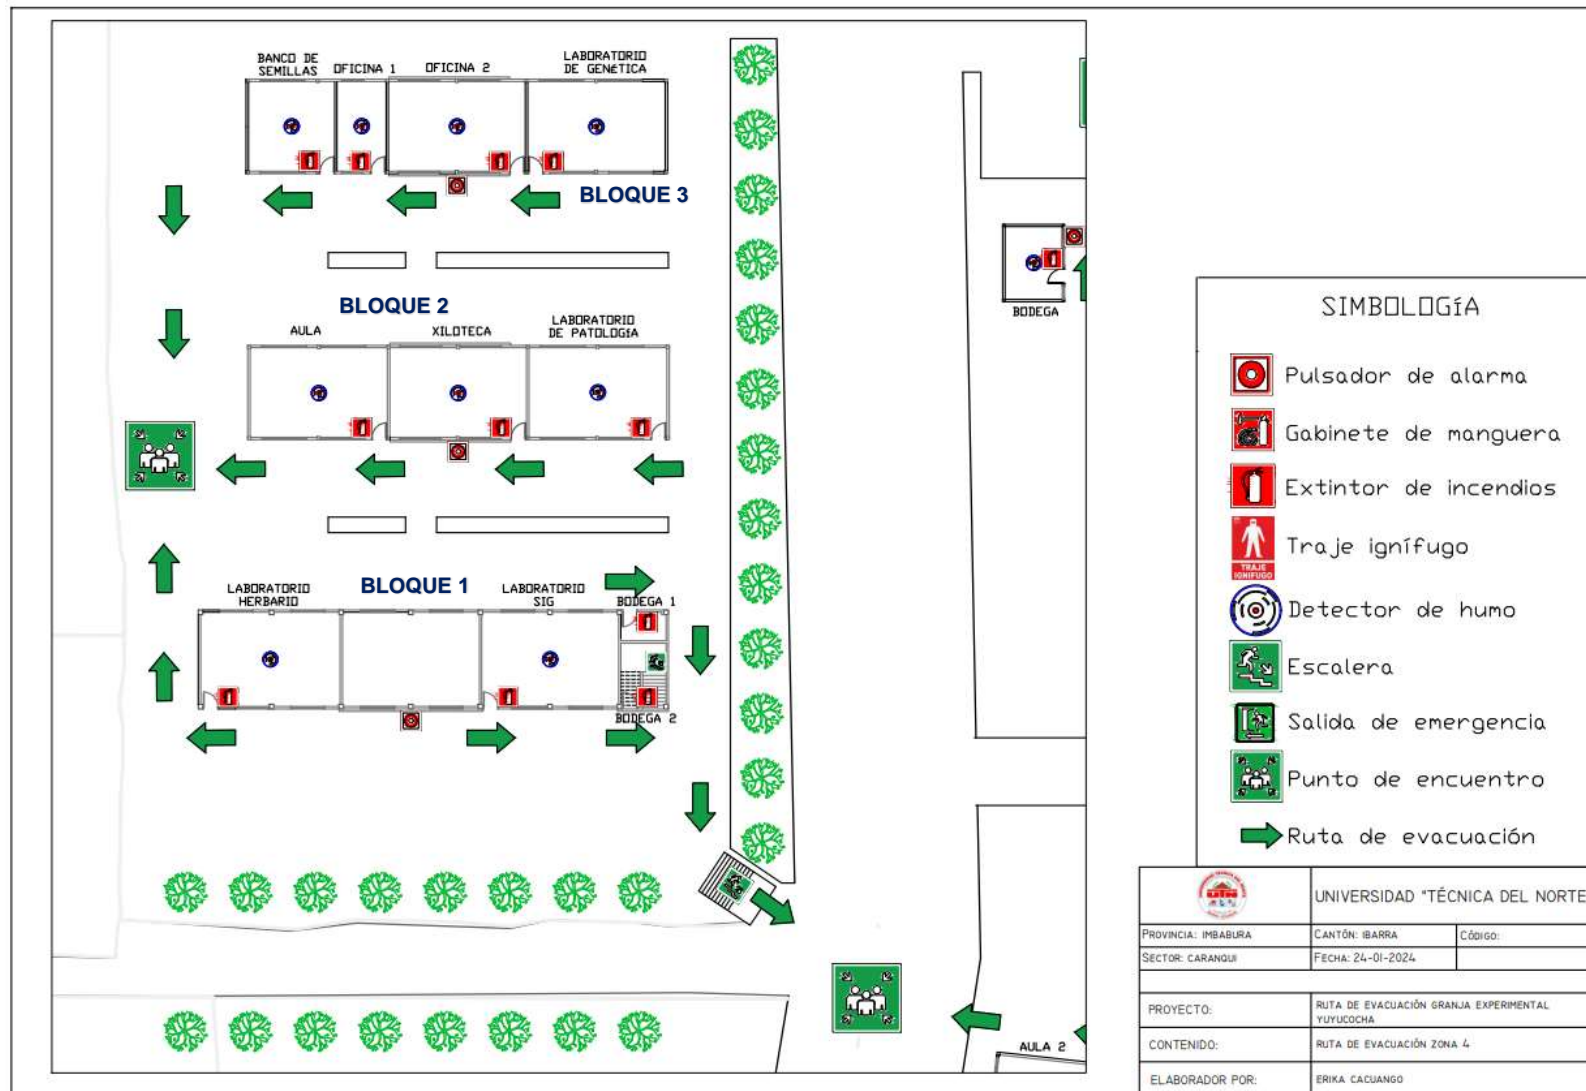 BANCO DE
SEMILLAS
OFICINA 1
OFICINA 2
LABORATORIO
DE GENÉTICA
BLOQUE 3
BLOQUE 2
AULA
XILOTECA
LABORATORIO
DE PATOLOGÍA
BODEGA
BLOQUE 1
LABORATORIO
HERBARIO
LABORATORIO
SIG
BODEGA 1
BODEGA 2
AULA 2
SIMBOLOGÍA
Pulsador de alarma
Gabinete de manguera
Extintor de incendios
TRAJE
IGNIFUGO
Traje ignífugo
Detector de humo
Escalera
Salida de emergencia
Punto de encuentro
Ruta de evacuación
UTN
UNIVERSIDAD "TÉCNICA DEL NORTE
PROVINCIA: IMBABURA
CANTÓN: IBARRA
CÓDIGO:
SECTOR: CARANQUI
FECHA: 24-01-2024
PROYECTO:
RUTA DE EVACUACIÓN GRANJA EXPERIMENTAL
YUYUCOCHA
CONTENIDO:
RUTA DE EVACUACIÓN ZONA 4
ELABORADOR POR:
ERIKA CACUANGO